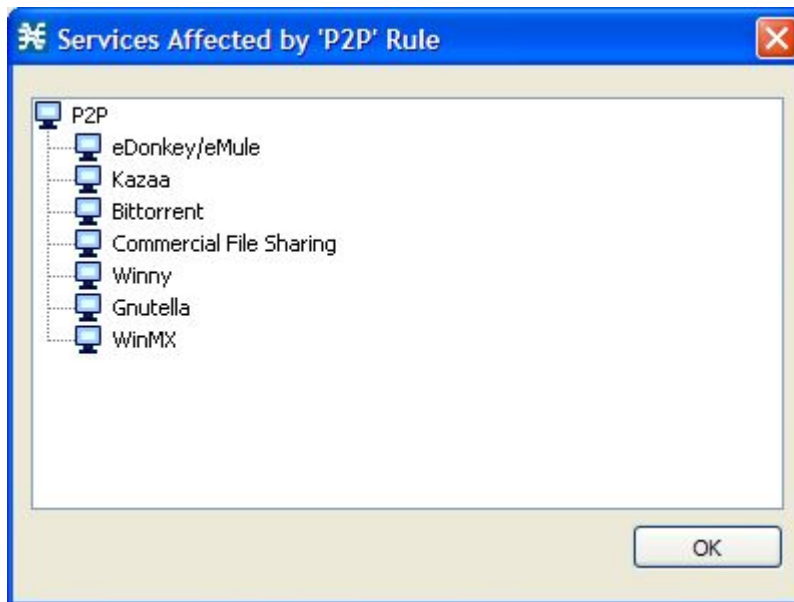 Services Affected by 'P2P' Rule
P2P
eDonkey/eMule
Kazaa
Bittorrent
Commercial File Sharing
Winny
Gnutella
WinMX
OK